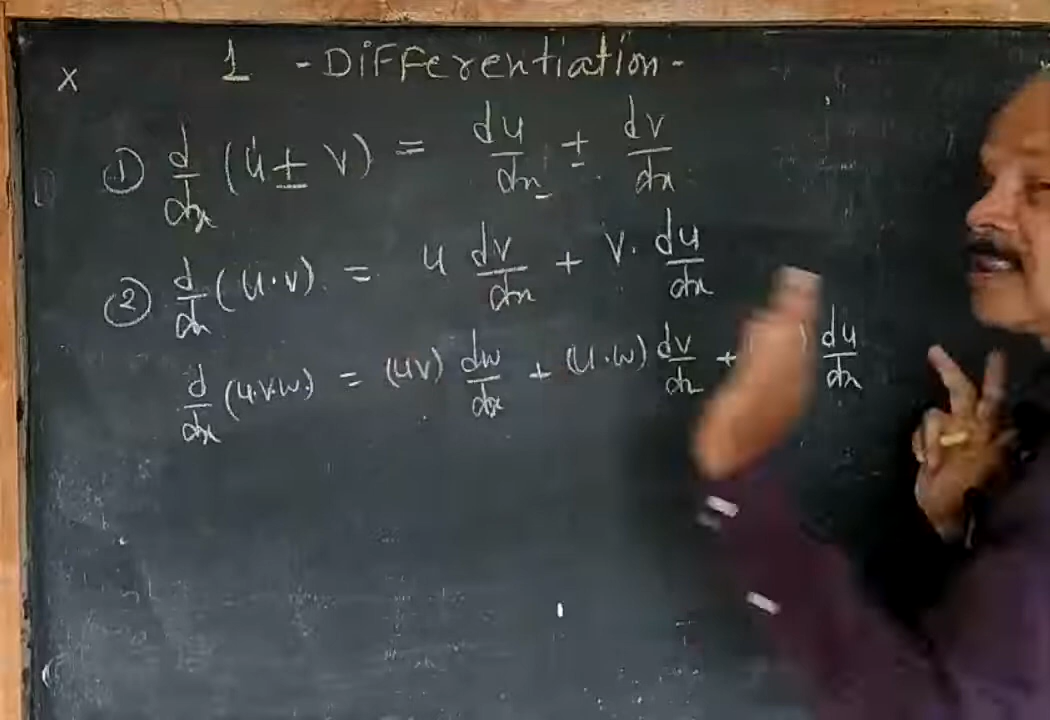 x 1 - Differentiation -
① d/dx (u ± v) = du/dx ± dv/dx
② d/dx (u·v) = u dv/dx + v· du/dx
d/dx (u.v.w) = (uv) dw/dx + (u·w) dv/dx + ( ) du/dx